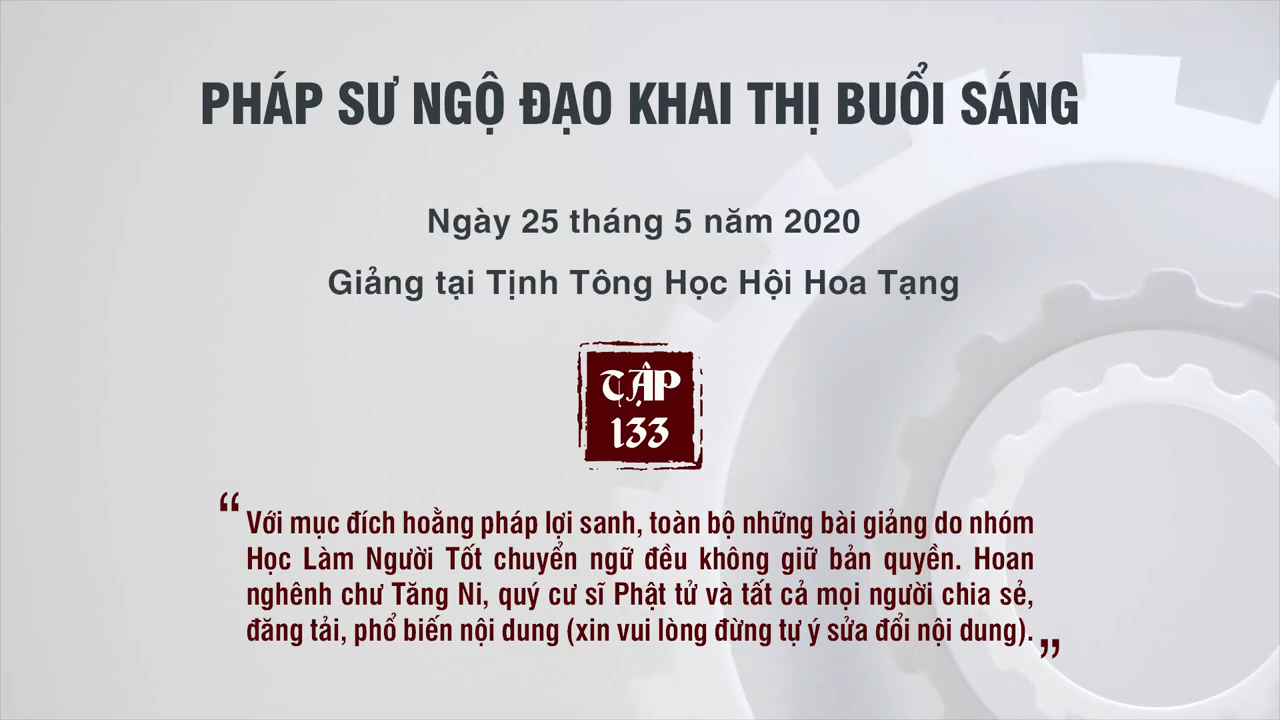 PHÁP SƯ NGỘ ĐẠO KHAI THỊ BUỔI SÁNG
Ngày 25 tháng 5 năm 2020
Giảng tại Tịnh Tông Học Hội Hoa Tạng
TẬP
133
“Với mục đích hoằng pháp lợi sanh, toàn bộ những bài giảng do nhóm
Học Làm Người Tốt chuyển ngữ đều không giữ bản quyền. Hoan
nghênh chư Tăng Ni, quý cư sĩ Phật tử và tất cả mọi người chia sẻ,
đăng tải, phổ biến nội dung (xin vui lòng đừng tự ý sửa đổi nội dung).”